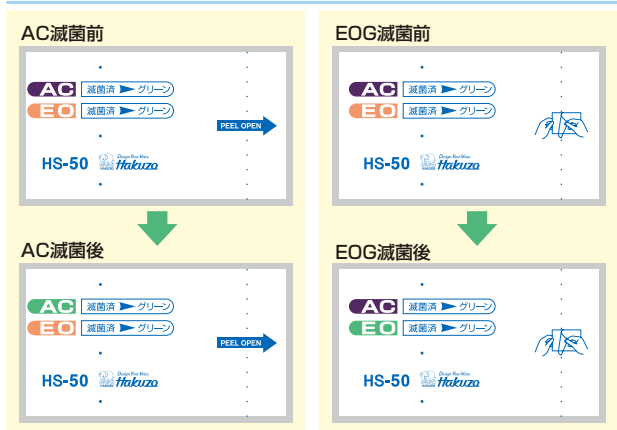 AC滅菌前
AC 滅菌済 ▶ グリーン
EO 滅菌済 ▶ グリーン
PEEL OPEN
HS-50 Hakuzo
AC滅菌後
AC 滅菌済 ▶ グリーン
EO 滅菌済 ▶ グリーン
PEEL OPEN
HS-50 Hakuzo
EOG滅菌前
AC 滅菌済 ▶ グリーン
EO 滅菌済 ▶ グリーン
HS-50 Hakuzo
EOG滅菌後
AC 滅菌済 ▶ グリーン
EO 滅菌済 ▶ グリーン
HS-50 Hakuzo